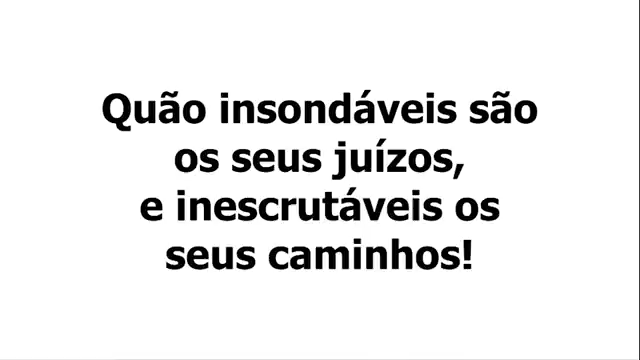 Quão insondáveis são
os seus juízos,
e inescrutáveis os
seus caminhos!